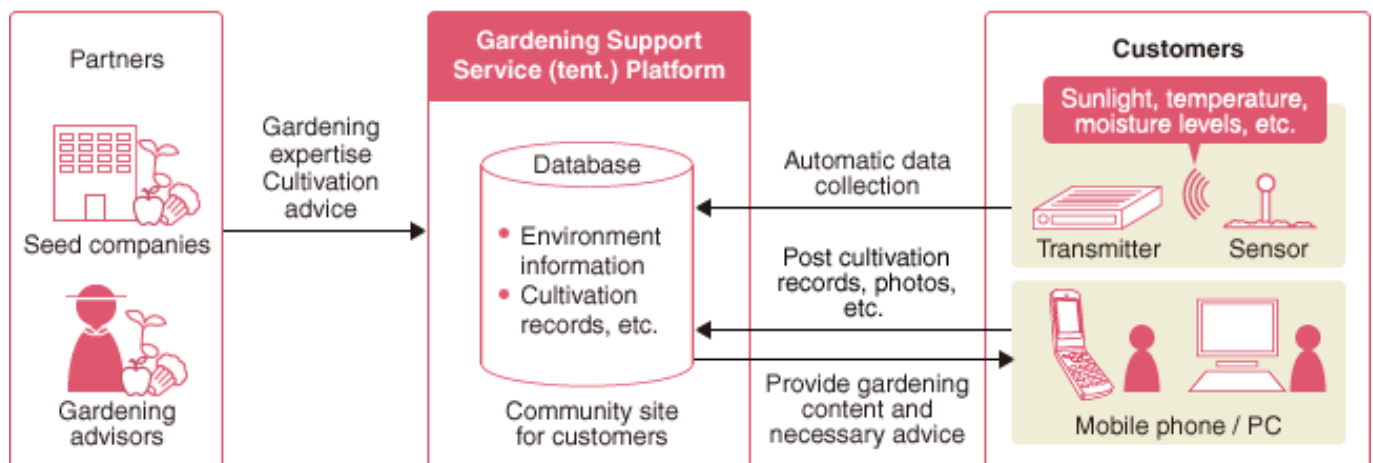 Partners
Seed companies
Gardening
advisors
Gardening
expertise
Cultivation
advice
Gardening Support
Service (tent.) Platform
Database
• Environment
information
• Cultivation
records, etc.
Community site
for customers
Automatic data
collection
Post cultivation
records, photos,
etc.
Provide gardening
content and
necessary advice
Customers
Sunlight, temperature,
moisture levels, etc.
Transmitter
Sensor
Mobile phone / PC